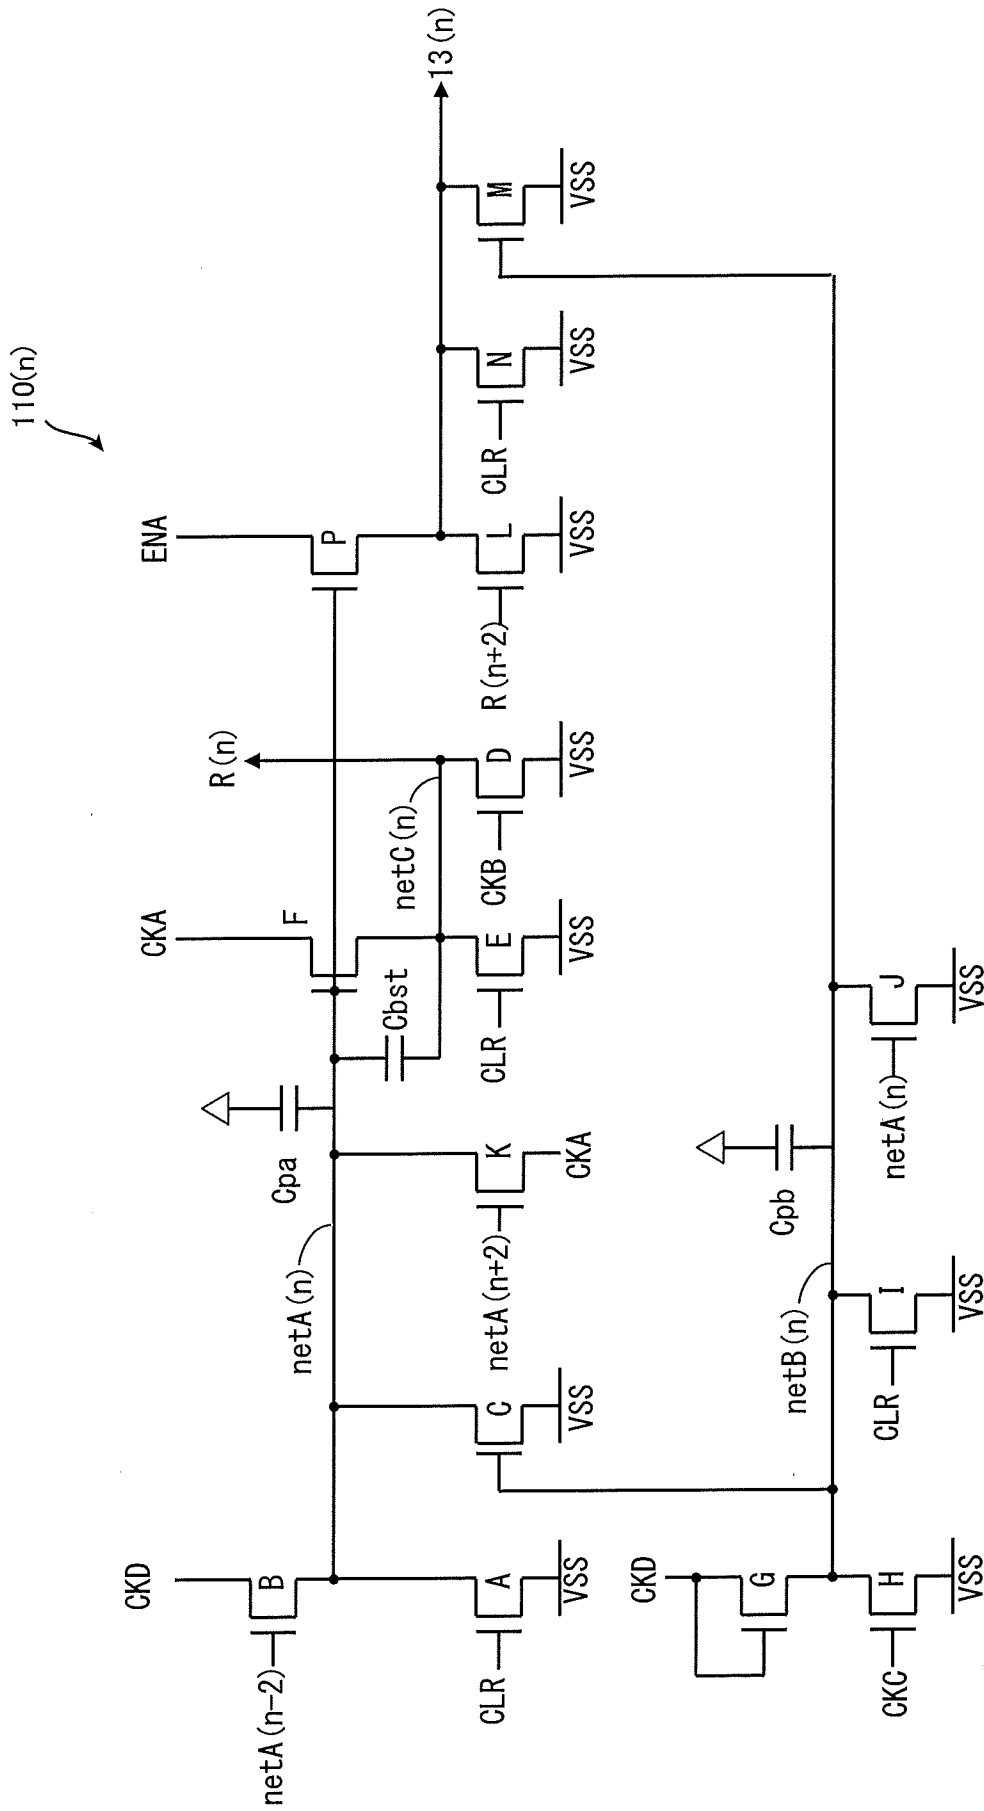 110(n)
CKD
B
netA(n-2)
A
CLR
VSS
netA(n)
C
VSS
K
netA(n+2)
CKA
Cpa
Cbst
CKA
F
E
CLR
VSS
netC(n)
R(n)
D
CKB
VSS
ENA
P
L
R(n+2)
VSS
N
CLR
VSS
M
VSS
13(n)
CKD
G
H
CKC
VSS
netB(n)
I
CLR
VSS
Cpb
J
netA(n)
VSS